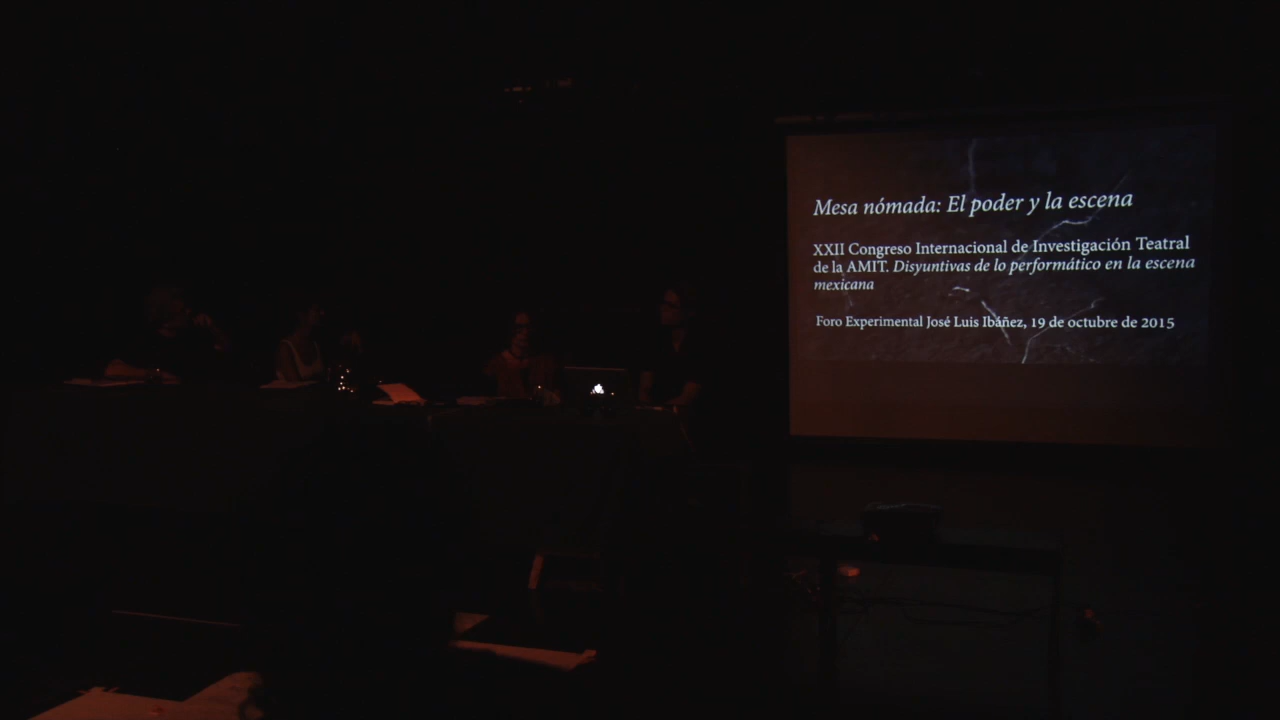 Mesa nómada: El poder y la escena
XXII Congreso Internacional de Investigación Teatral
de la AMIT. Disyuntivas de lo performático en la escena
mexicana
Foro Experimental José Luis Ibáñez, 19 de octubre de 2015